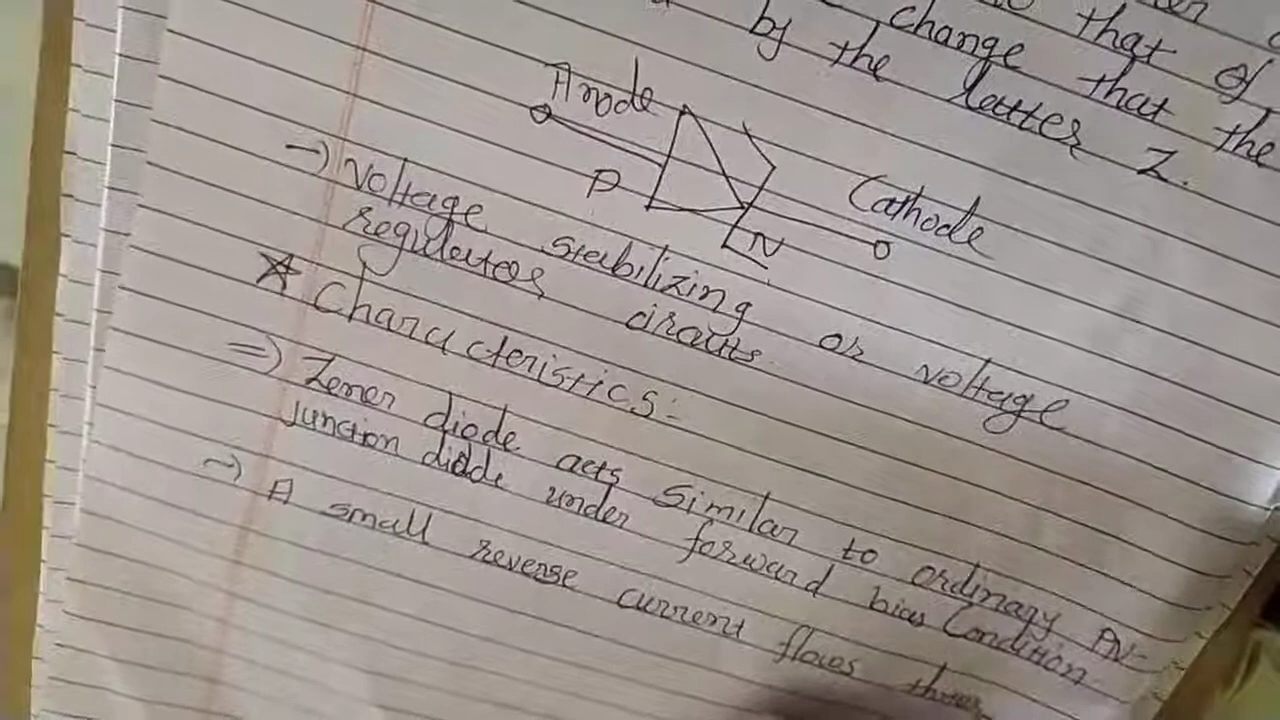 that of
change that the
by the letter Z.
Anode
P
N
Cathode
→ Voltage stabilizing or voltage
regulators circuits.
* Characteristics:-
⇒ Zener diode acts similar to ordinary PN-
junction diode under forward bias Condition
→ A small reverse current flows